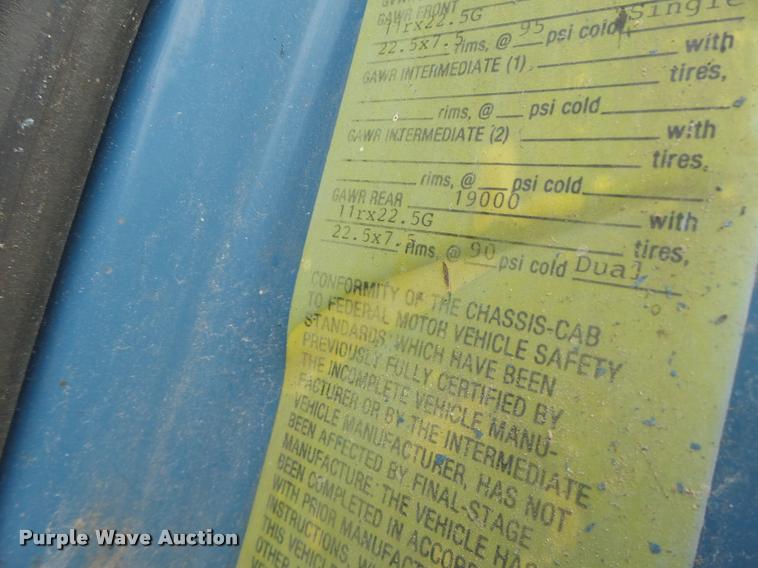 GAWR FRONT
11rx22.5G
22.5x7.5 rims, @ 95 psi cold, Single
GAWR INTERMEDIATE (1) with
tires,
rims, @ psi cold
GAWR INTERMEDIATE (2) with
tires,
rims, @ psi cold
GAWR REAR 19000 with
11rx22.5G tires,
22.5x7.5 rims, @ 90 psi cold Dual
CONFORMITY OF THE CHASSIS-CAB
TO FEDERAL MOTOR VEHICLE SAFETY
STANDARDS, WHICH HAVE BEEN
PREVIOUSLY FULLY CERTIFIED BY
THE INCOMPLETE VEHICLE MANU-
FACTURER OR BY THE INTERMEDIATE
VEHICLE MANUFACTURER, HAS NOT
BEEN AFFECTED BY FINAL-STAGE
MANUFACTURE. THE VEHICLE HAS
BEEN COMPLETED IN
WITH PRIOR
INSTRUCTIONS,
THIS
OTHER
Purple Wave Auction